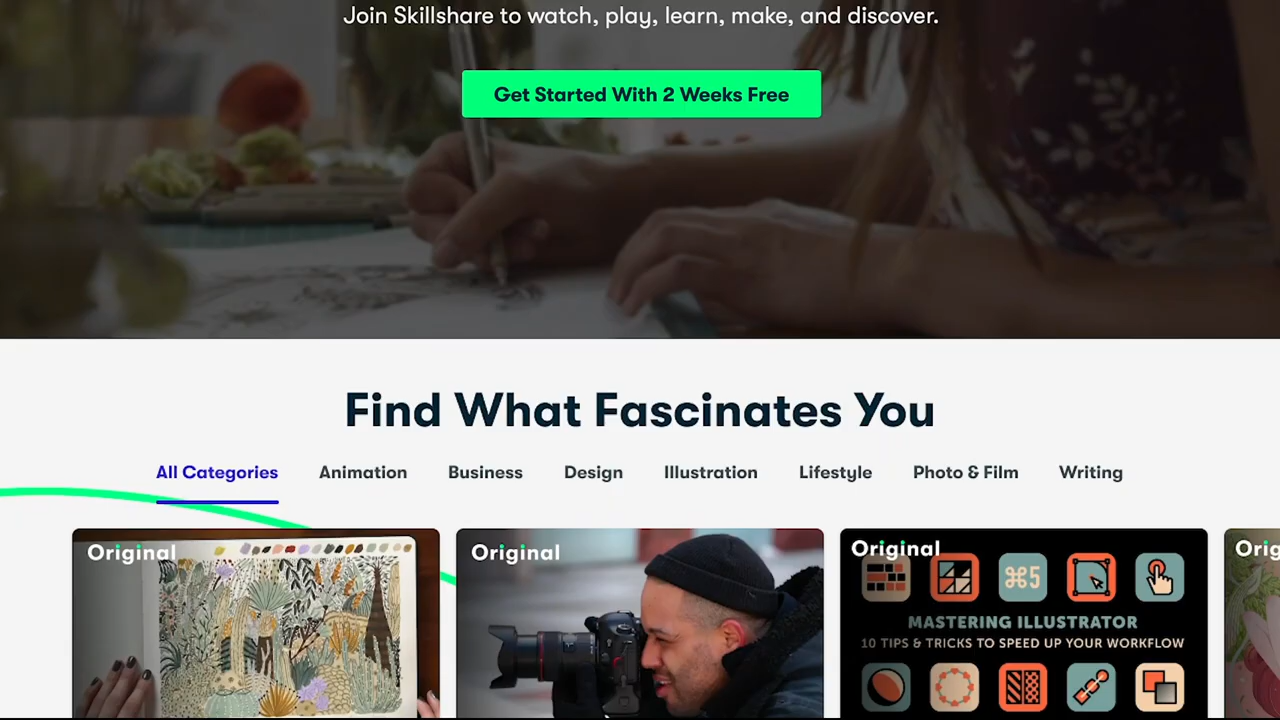 Join Skillshare to watch, play, learn, make, and discover.
Get Started With 2 Weeks Free
Find What Fascinates You
All Categories Animation Business Design Illustration Lifestyle Photo & Film Writing
Original Original Original Orig
⌘5
MASTERING ILLUSTRATOR
10 TIPS & TRICKS TO SPEED UP YOUR WORKFLOW